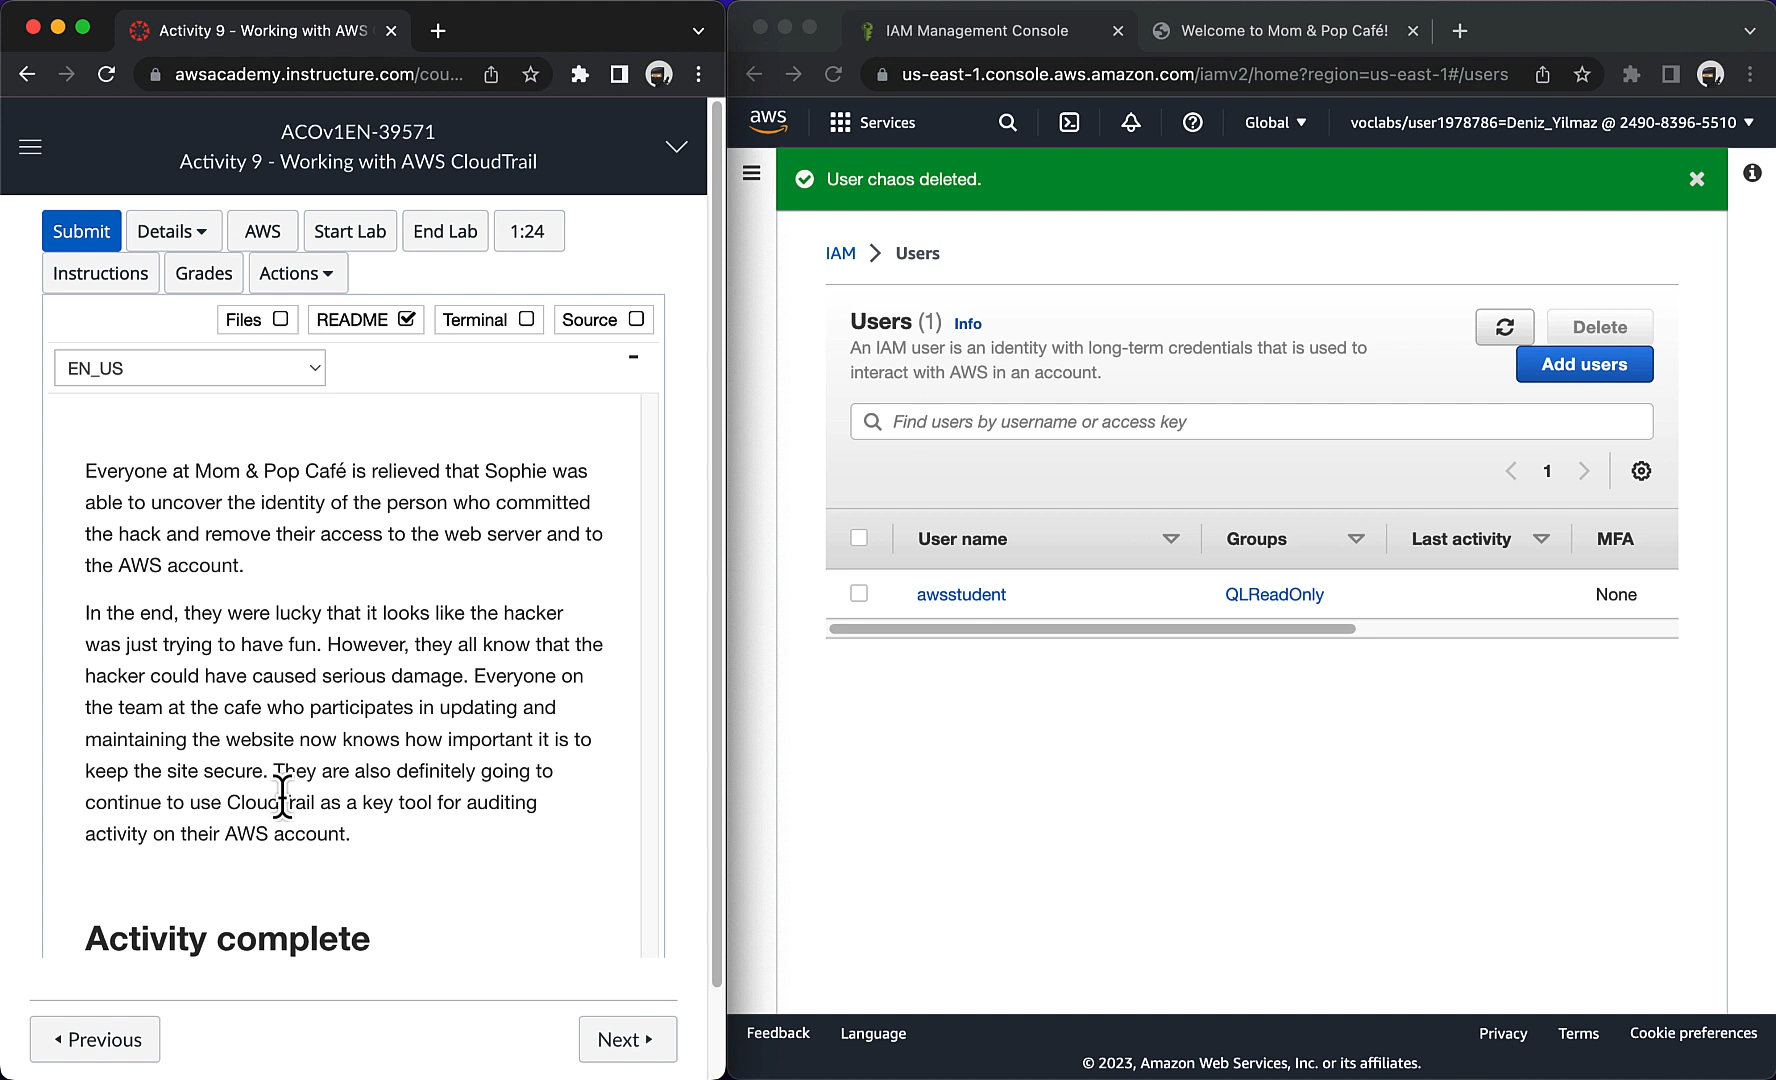 Activity 9 - Working with AWS
awsacademy.instructure.com/cou...
ACOv1EN-39571
Activity 9 - Working with AWS CloudTrail
Submit
Details
AWS
Start Lab
End Lab
1:24
Instructions
Grades
Actions
Files
README
Terminal
Source
EN_US
Everyone at Mom & Pop Café is relieved that Sophie was
able to uncover the identity of the person who committed
the hack and remove their access to the web server and to
the AWS account.
In the end, they were lucky that it looks like the hacker
was just trying to have fun. However, they all know that the
hacker could have caused serious damage. Everyone on
the team at the cafe who participates in updating and
maintaining the website now knows how important it is to
keep the site secure. They are also definitely going to
continue to use CloudTrail as a key tool for auditing
activity on their AWS account.
Activity complete
Previous
Next
IAM Management Console
Welcome to Mom & Pop Café!
us-east-1.console.aws.amazon.com/iamv2/home?region=us-east-1#/users
aws
Services
Global
voclabs/user1978786=Deniz_Yilmaz @ 2490-8396-5510
User chaos deleted.
IAM > Users
Users (1) Info
An IAM user is an identity with long-term credentials that is used to
interact with AWS in an account.
Delete
Add users
Find users by username or access key
1
User name
Groups
Last activity
MFA
awsstudent
QLReadOnly
None
Feedback
Language
Privacy
Terms
Cookie preferences
© 2023, Amazon Web Services, Inc. or its affiliates.